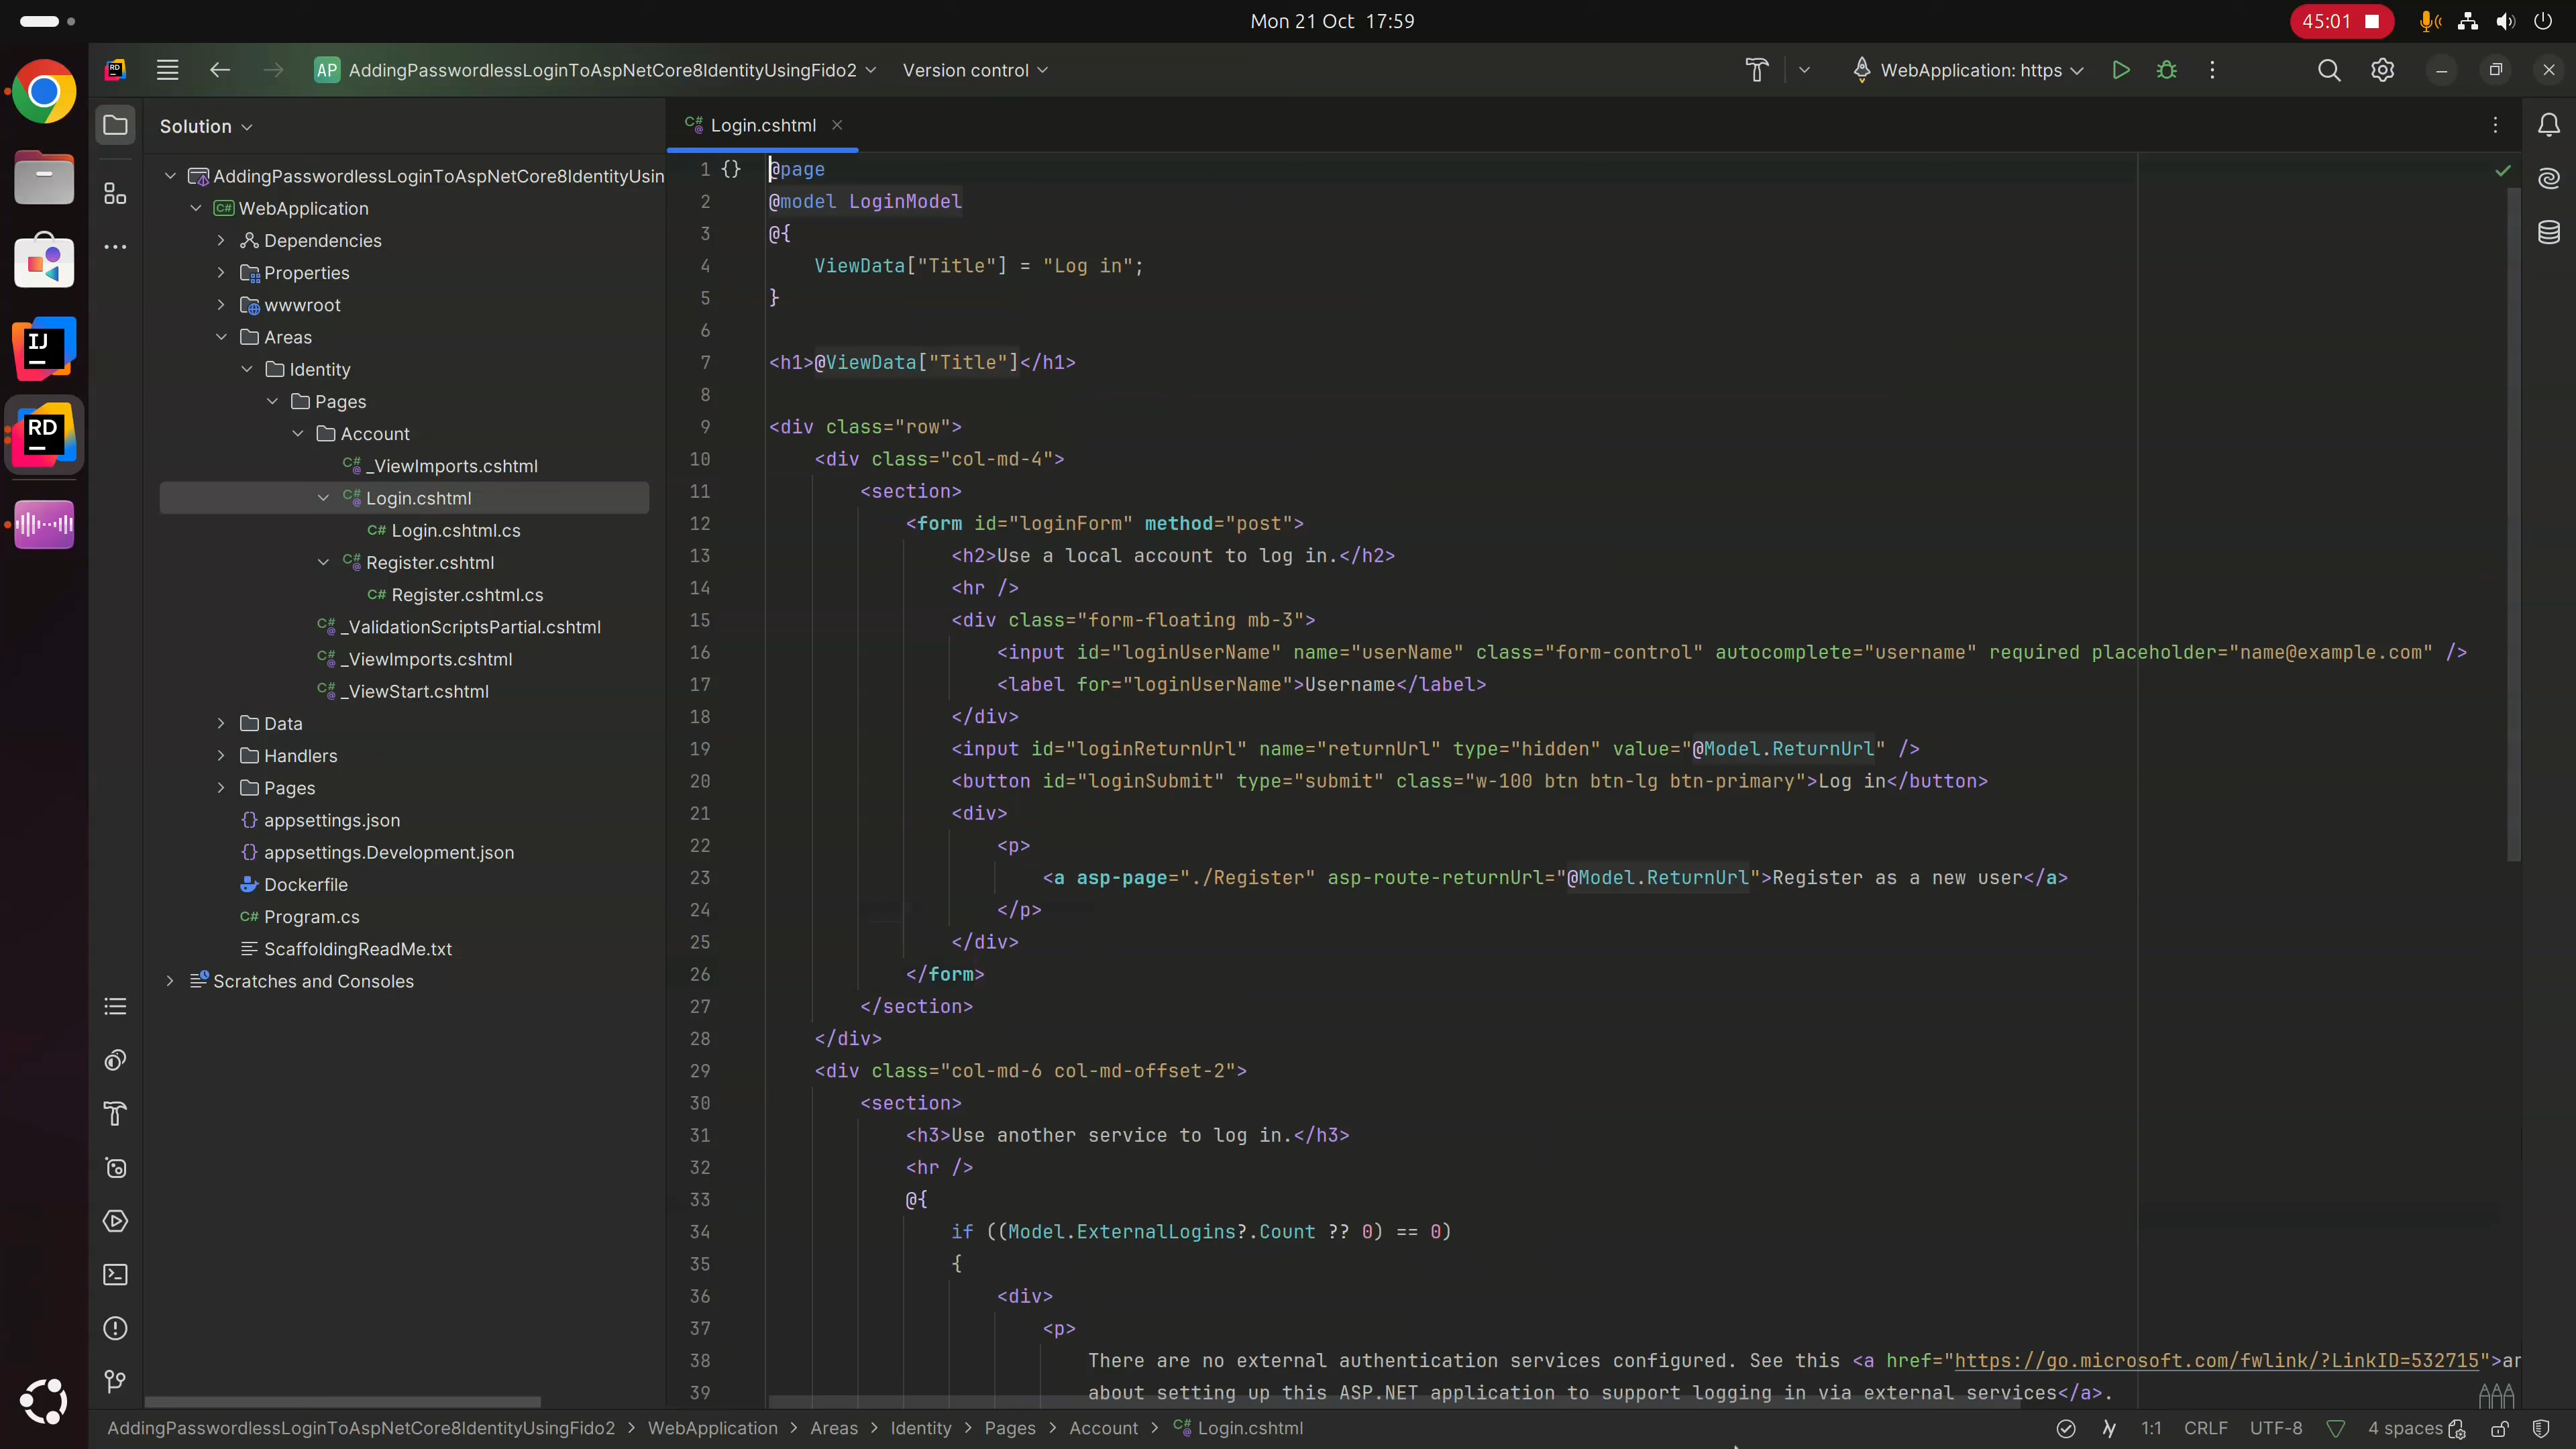 Mon 21 Oct 17:59
45:01
AP AddingPasswordlessLoginToAspNetCore8IdentityUsingFido2
Version control
WebApplication: https
Solution
AddingPasswordlessLoginToAspNetCore8IdentityUsin
WebApplication
Dependencies
Properties
wwwroot
Areas
Identity
Pages
Account
_ViewImports.cshtml
Login.cshtml
C# Login.cshtml.cs
Register.cshtml
C# Register.cshtml.cs
_ValidationScriptsPartial.cshtml
_ViewImports.cshtml
_ViewStart.cshtml
Data
Handlers
Pages
{} appsettings.json
{} appsettings.Development.json
Dockerfile
C# Program.cs
ScaffoldingReadMe.txt
Scratches and Consoles
Login.cshtml
1 {} @page
2 @model LoginModel
3 @{
4 ViewData["Title"] = "Log in";
5 }
6
7 <h1>@ViewData["Title"]</h1>
8
9 <div class="row">
10 <div class="col-md-4">
11 <section>
12 <form id="loginForm" method="post">
13 <h2>Use a local account to log in.</h2>
14 <hr />
15 <div class="form-floating mb-3">
16 <input id="loginUserName" name="userName" class="form-control" autocomplete="username" required placeholder="name@example.com" />
17 <label for="loginUserName">Username</label>
18 </div>
19 <input id="loginReturnUrl" name="returnUrl" type="hidden" value="@Model.ReturnUrl" />
20 <button id="loginSubmit" type="submit" class="w-100 btn btn-lg btn-primary">Log in</button>
21 <div>
22 <p>
23 <a asp-page="./Register" asp-route-returnUrl="@Model.ReturnUrl">Register as a new user</a>
24 </p>
25 </div>
26 </form>
27 </section>
28 </div>
29 <div class="col-md-6 col-md-offset-2">
30 <section>
31 <h3>Use another service to log in.</h3>
32 <hr />
33 @{
34 if ((Model.ExternalLogins?.Count ?? 0) == 0)
35 {
36 <div>
37 <p>
38 There are no external authentication services configured. See this <a href="https://go.microsoft.com/fwlink/?LinkID=532715">ar
39 about setting up this ASP.NET application to support logging in via external services</a>.
AddingPasswordlessLoginToAspNetCore8IdentityUsingFido2 > WebApplication > Areas > Identity > Pages > Account > Login.cshtml
1:1 CRLF UTF-8 4 spaces
IJ
RD